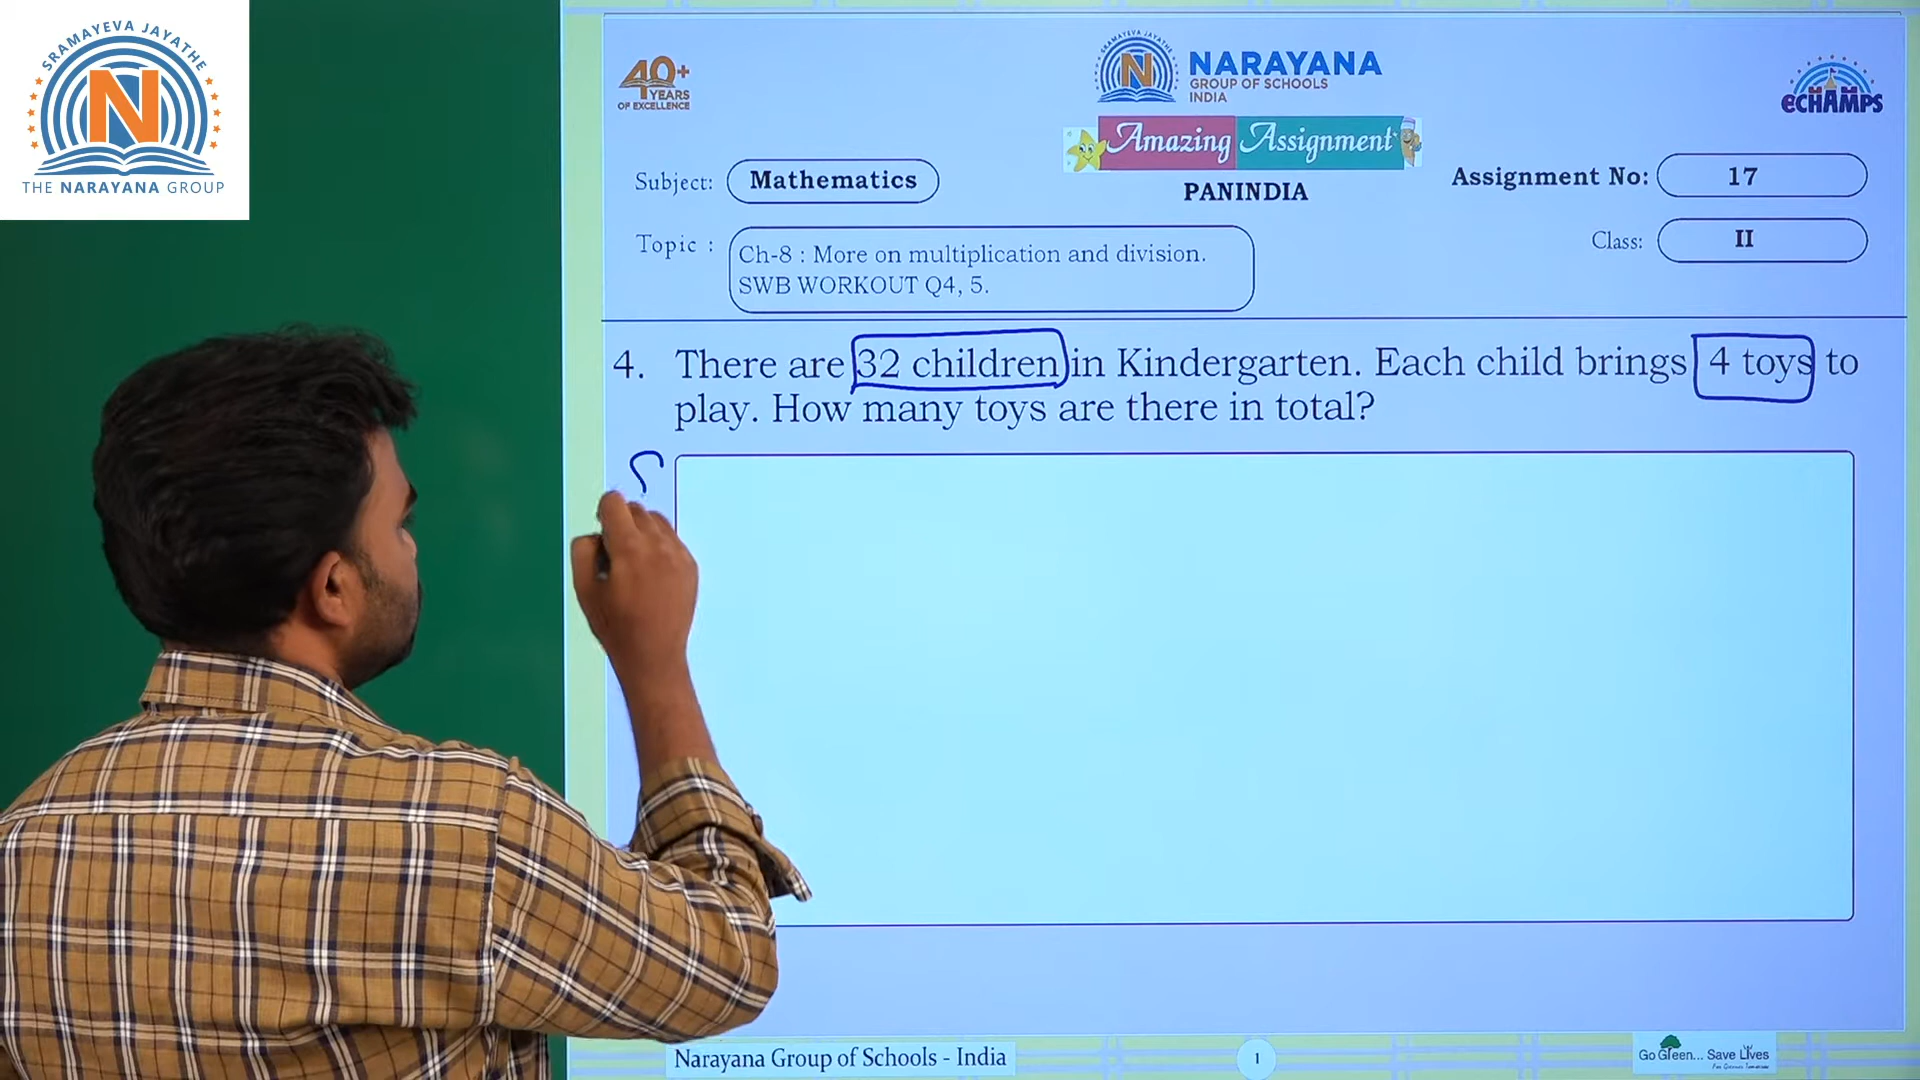 SRAMAYEVA JAYATHE
N
THE NARAYANA GROUP
40+
YEARS
OF EXCELLENCE
SRAMAYEVA JAYATHE
N
NARAYANA
GROUP OF SCHOOLS
INDIA
eCHAMPS
Amazing Assignment
Subject: Mathematics
PANINDIA
Assignment No: 17
Topic : Ch-8 : More on multiplication and division.
SWB WORKOUT Q4, 5.
Class: II
4. There are 32 children in Kindergarten. Each child brings 4 toys to
play. How many toys are there in total?
Narayana Group of Schools - India
1
Go Green... Save Lives